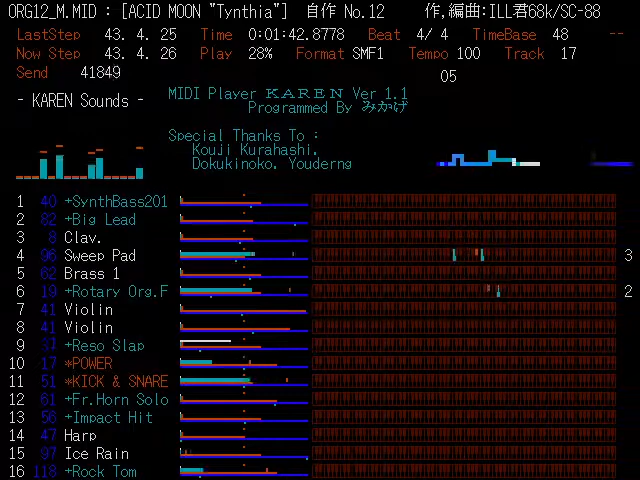 ORG12_M.MID : [ACID MOON "Tynthia"] 自作 No.12 作,編曲:ILL君68k/SC-88
LastStep 43. 4. 25 Time 0:01:42.8778 Beat 4/ 4 TimeBase 48 --
Now Step 43. 4. 26 Play 28% Format SMF1 Tempo 100 Track 17
Send 41849 05
- KAREN Sounds -
MIDI Player KAREN Ver 1.1
Programmed By みかげ
Special Thanks To :
Kouji Kurahashi.
Dokukinoko. Youderng
1 40 +SynthBass201
2 82 +Big Lead
3 8 Clav.
4 96 Sweep Pad 3
5 62 Brass 1
6 19 +Rotary Org.F 2
7 41 Violin
8 41 Violin
9 37 +Reso Slap
10 17 *POWER
11 51 *KICK & SNARE
12 61 +Fr.Horn Solo
13 56 +Impact Hit
14 47 Harp
15 97 Ice Rain
16 118 +Rock Tom